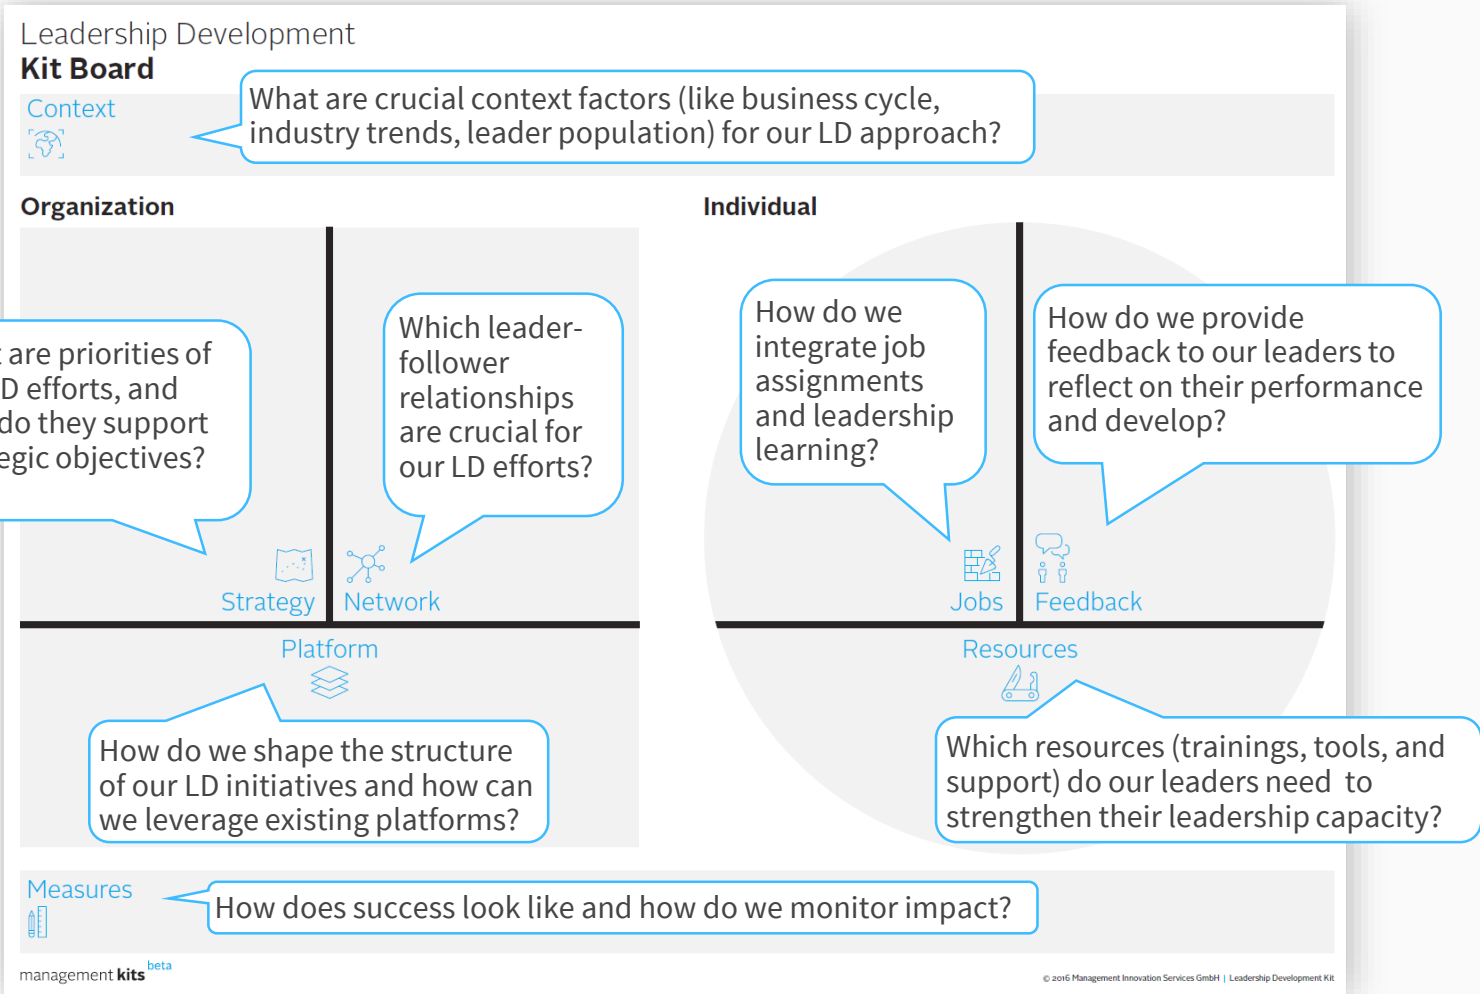 Leadership Development
Kit Board
Context
What are crucial context factors (like business cycle,
industry trends, leader population) for our LD approach?
Organization
are priorities of
D efforts, and
do they support
egic objectives?
Which leader-
follower
relationships
are crucial for
our LD efforts?
Strategy
Network
Platform
How do we shape the structure
of our LD initiatives and how can
we leverage existing platforms?
Individual
How do we
integrate job
assignments
and leadership
learning?
How do we provide
feedback to our leaders to
reflect on their performance
and develop?
Jobs
Feedback
Resources
Which resources (trainings, tools, and
support) do our leaders need to
strengthen their leadership capacity?
Measures
How does success look like and how do we monitor impact?
management kits beta
© 2016 Management Innovation Services GmbH | Leadership Development Kit